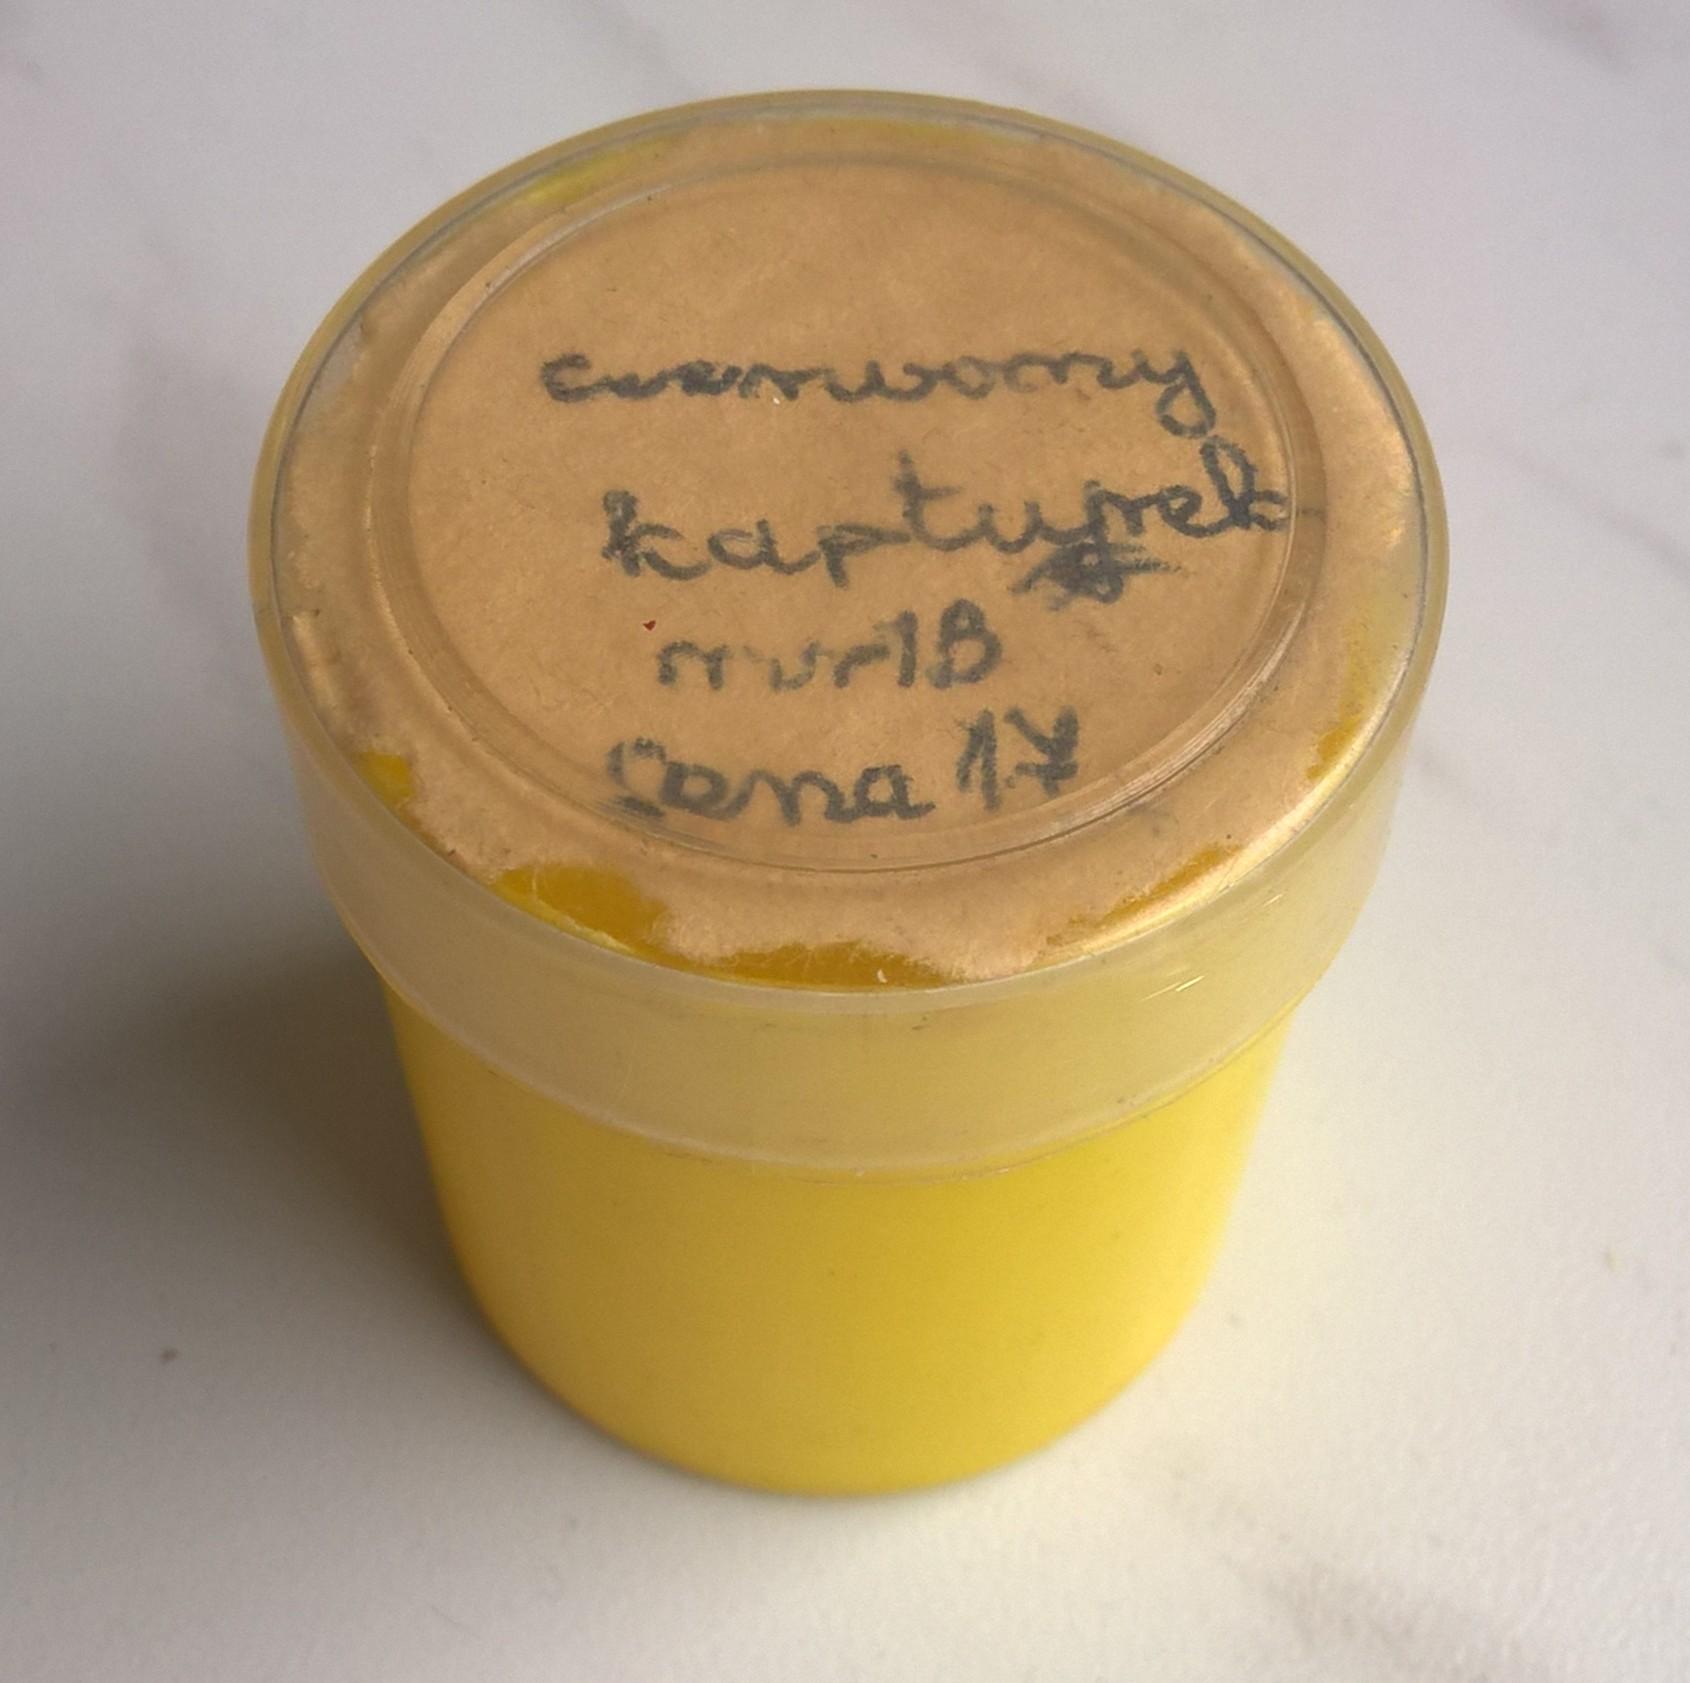 czerwony
kapturek
nr 18
Cena 17